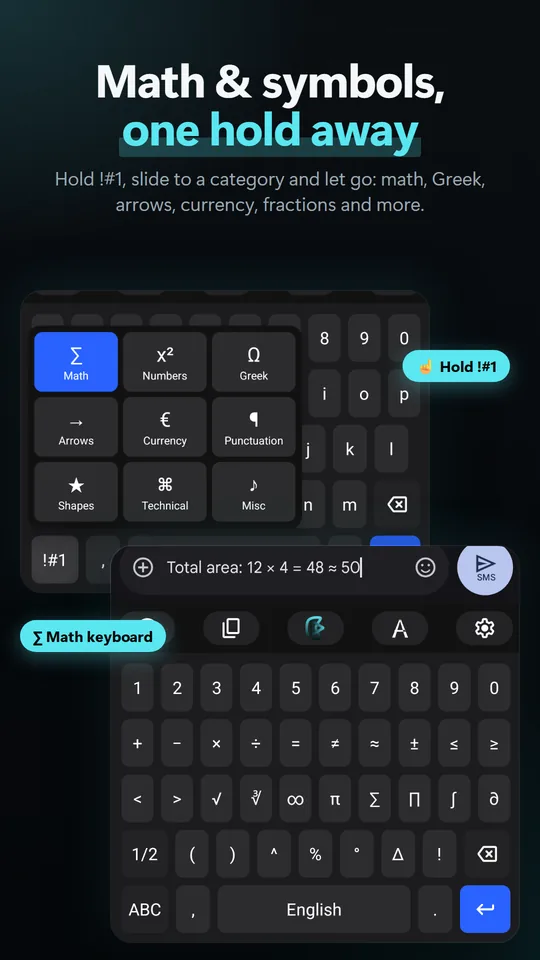 Math & symbols,
one hold away
Hold !#1, slide to a category and let go: math, Greek,
arrows, currency, fractions and more.
8 9 0
∑ x² Ω
Math Numbers Greek
☝ Hold !#1
i o p
→ € ¶
Arrows Currency Punctuation
j k l
★ ⌘ ♪
Shapes Technical Misc
n m
!#1 ,
Total area: 12 × 4 = 48 ≈ 50
SMS
∑ Math keyboard
A
1 2 3 4 5 6 7 8 9 0
+ − × ÷ = ≠ ≈ ± ≤ ≥
< > √ ∛ ∞ π ∑ ∏ ∫ ∂
1/2 ( ) ^ % ° Δ !
ABC , English .